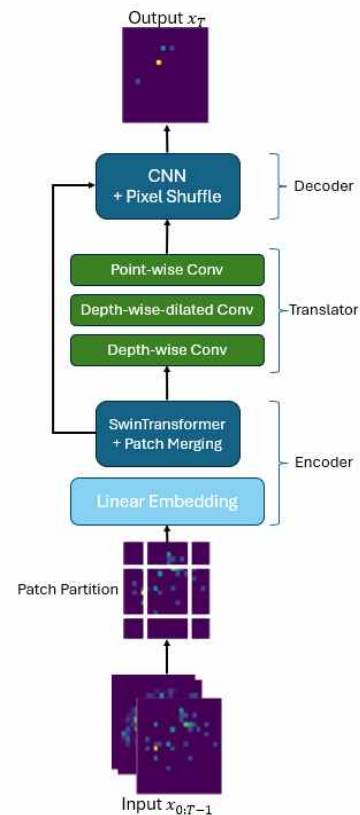 Output x_T
CNN
+ Pixel Shuffle
Decoder
Point-wise Conv
Depth-wise-dilated Conv
Translator
Depth-wise Conv
SwinTransformer
+ Patch Merging
Encoder
Linear Embedding
Patch Partition
Input x_{0:T−1}